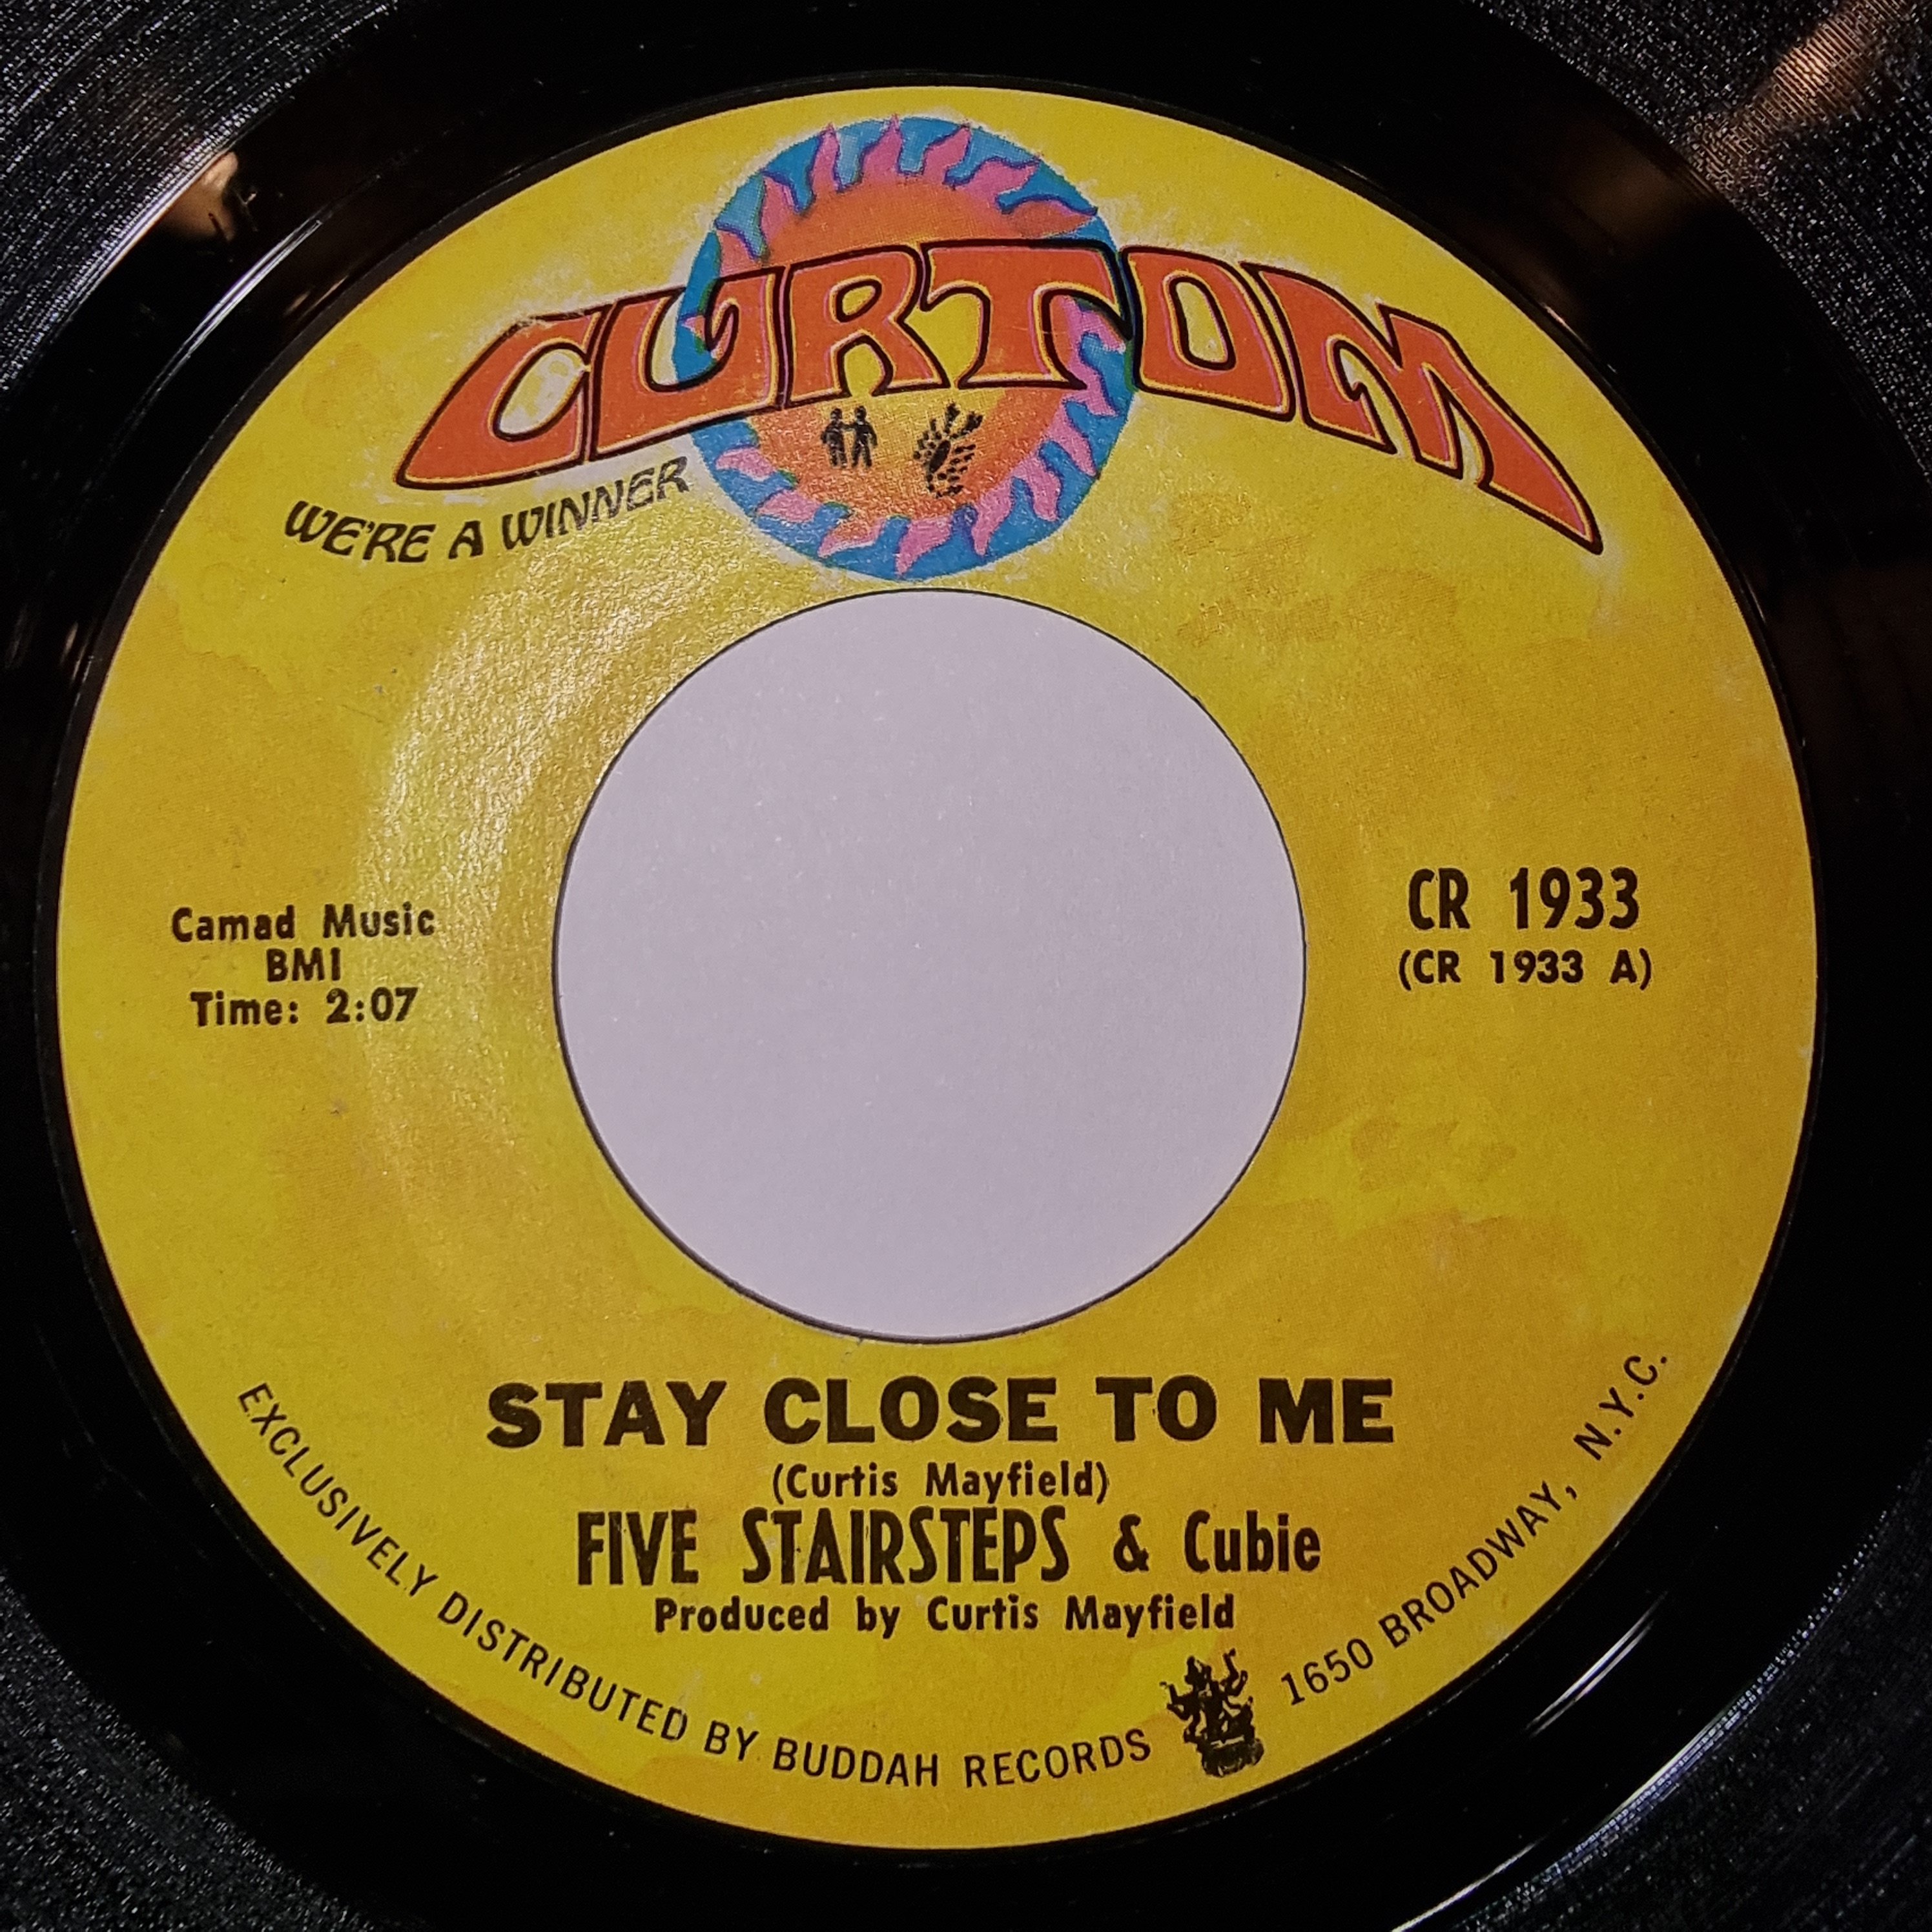 CURTOM
WE'RE A WINNER
Camad Music
BMI
Time: 2:07
CR 1933
(CR 1933 A)
STAY CLOSE TO ME
(Curtis Mayfield)
FIVE STAIRSTEPS & Cubie
Produced by Curtis Mayfield
EXCLUSIVELY DISTRIBUTED BY BUDDAH RECORDS 1650 BROADWAY, N.Y.C.